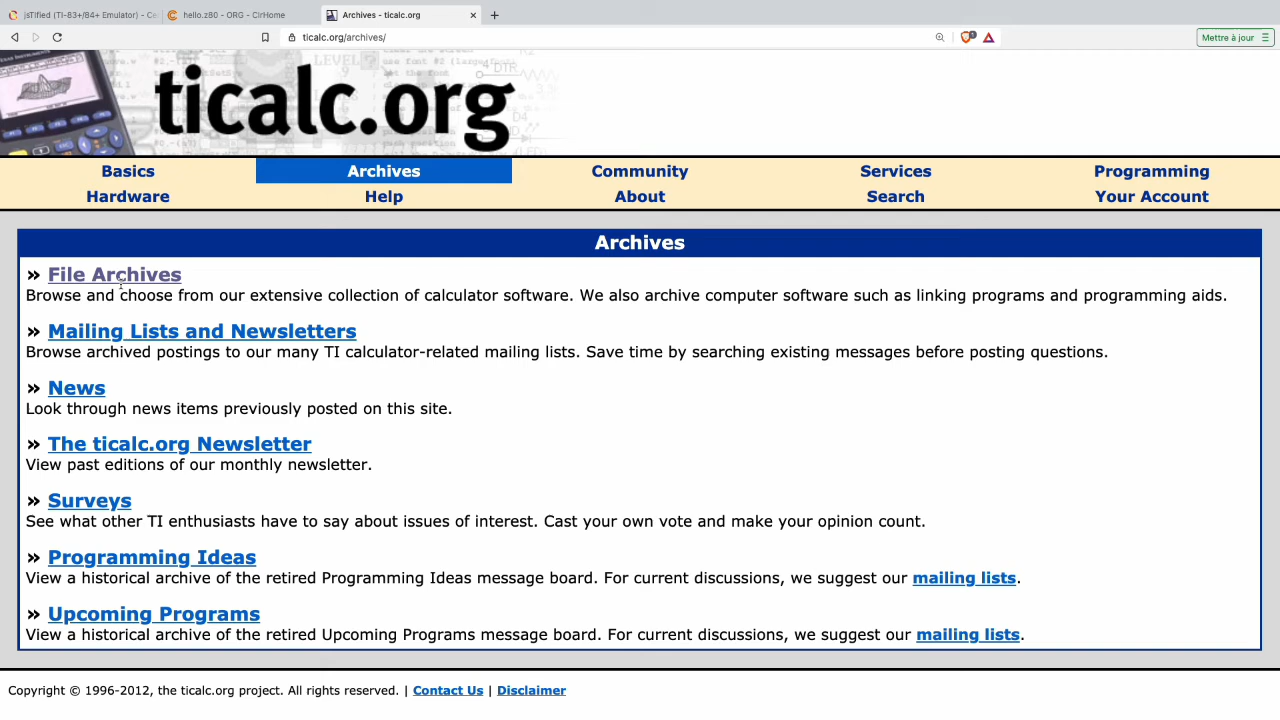 jsTified (TI-83+/84+ Emulator) - Ce
hello.z80 - ORG - ClrHome
Archives - ticalc.org
ticalc.org/archives/
Mettre à jour
ticalc.org
Basics
Archives
Community
Services
Programming
Hardware
Help
About
Search
Your Account
Archives
» File Archives
Browse and choose from our extensive collection of calculator software. We also archive computer software such as linking programs and programming aids.
» Mailing Lists and Newsletters
Browse archived postings to our many TI calculator-related mailing lists. Save time by searching existing messages before posting questions.
» News
Look through news items previously posted on this site.
» The ticalc.org Newsletter
View past editions of our monthly newsletter.
» Surveys
See what other TI enthusiasts have to say about issues of interest. Cast your own vote and make your opinion count.
» Programming Ideas
View a historical archive of the retired Programming Ideas message board. For current discussions, we suggest our mailing lists.
» Upcoming Programs
View a historical archive of the retired Upcoming Programs message board. For current discussions, we suggest our mailing lists.
Copyright © 1996-2012, the ticalc.org project. All rights reserved. | Contact Us | Disclaimer